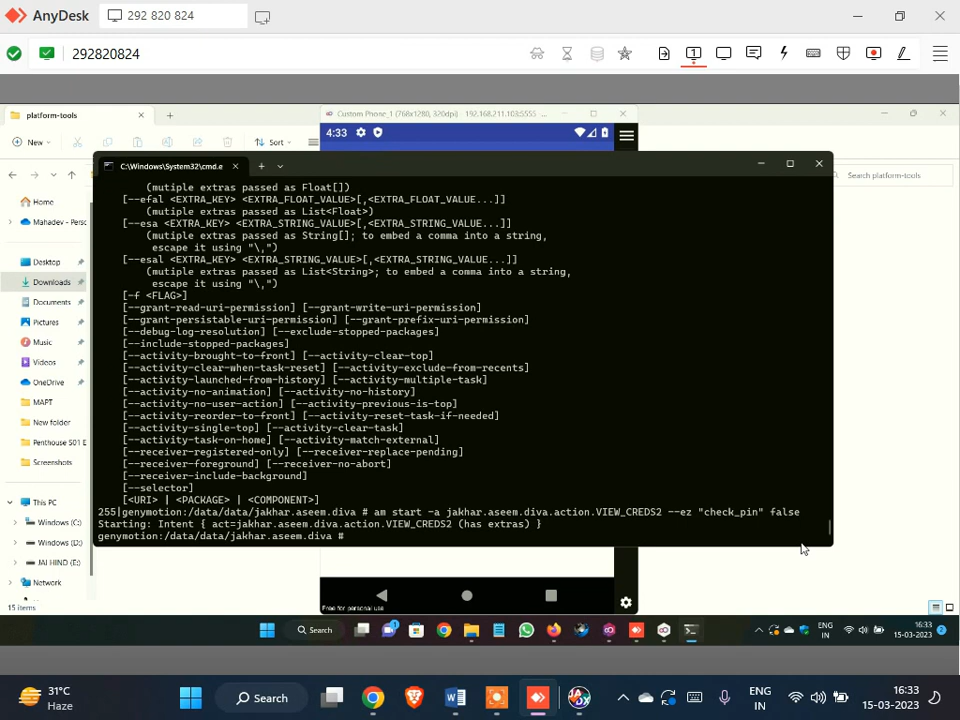 AnyDesk
292 820 824
292820824
1
platform-tools
Custom Phone_1 (768x1280, 320dpi) - 192.168.211.103:5555 - ...
New
Sort
4:33
C:\Windows\System32\cmd.e
Search platform-tools
Home
Mahadev - Perso
Desktop
Downloads
Documents
Pictures
Music
Videos
OneDrive
MAPT
New folder
Penthouse S01 E
Screenshots
This PC
Windows (C:)
Windows (D:)
JAI HIND (E:)
Network
15 items
(mutiple extras passed as Float[])
[--efal <EXTRA_KEY> <EXTRA_FLOAT_VALUE>[,<EXTRA_FLOAT_VALUE...]]
(mutiple extras passed as List<Float>)
[--esa <EXTRA_KEY> <EXTRA_STRING_VALUE>[,<EXTRA_STRING_VALUE...]]
(mutiple extras passed as String[]; to embed a comma into a string,
escape it using "\,")
[--esal <EXTRA_KEY> <EXTRA_STRING_VALUE>[,<EXTRA_STRING_VALUE...]]
(mutiple extras passed as List<String>; to embed a comma into a string,
escape it using "\,")
[-f <FLAG>]
[--grant-read-uri-permission] [--grant-write-uri-permission]
[--grant-persistable-uri-permission] [--grant-prefix-uri-permission]
[--debug-log-resolution] [--exclude-stopped-packages]
[--include-stopped-packages]
[--activity-brought-to-front] [--activity-clear-top]
[--activity-clear-when-task-reset] [--activity-exclude-from-recents]
[--activity-launched-from-history] [--activity-multiple-task]
[--activity-no-animation] [--activity-no-history]
[--activity-no-user-action] [--activity-previous-is-top]
[--activity-reorder-to-front] [--activity-reset-task-if-needed]
[--activity-single-top] [--activity-clear-task]
[--activity-task-on-home] [--activity-match-external]
[--receiver-registered-only] [--receiver-replace-pending]
[--receiver-foreground] [--receiver-no-abort]
[--receiver-include-background]
[--selector]
[<URI> | <PACKAGE> | <COMPONENT>]
255|genymotion:/data/data/jakhar.aseem.diva # am start -a jakhar.aseem.diva.action.VIEW_CREDS2 --ez "check_pin" false
Starting: Intent { act=jakhar.aseem.diva.action.VIEW_CREDS2 (has extras) }
genymotion:/data/data/jakhar.aseem.diva #
Free for personal use
Search
ENG
IN
16:33
15-03-2023
31°C
Haze
Search
ENG
IN
16:33
15-03-2023